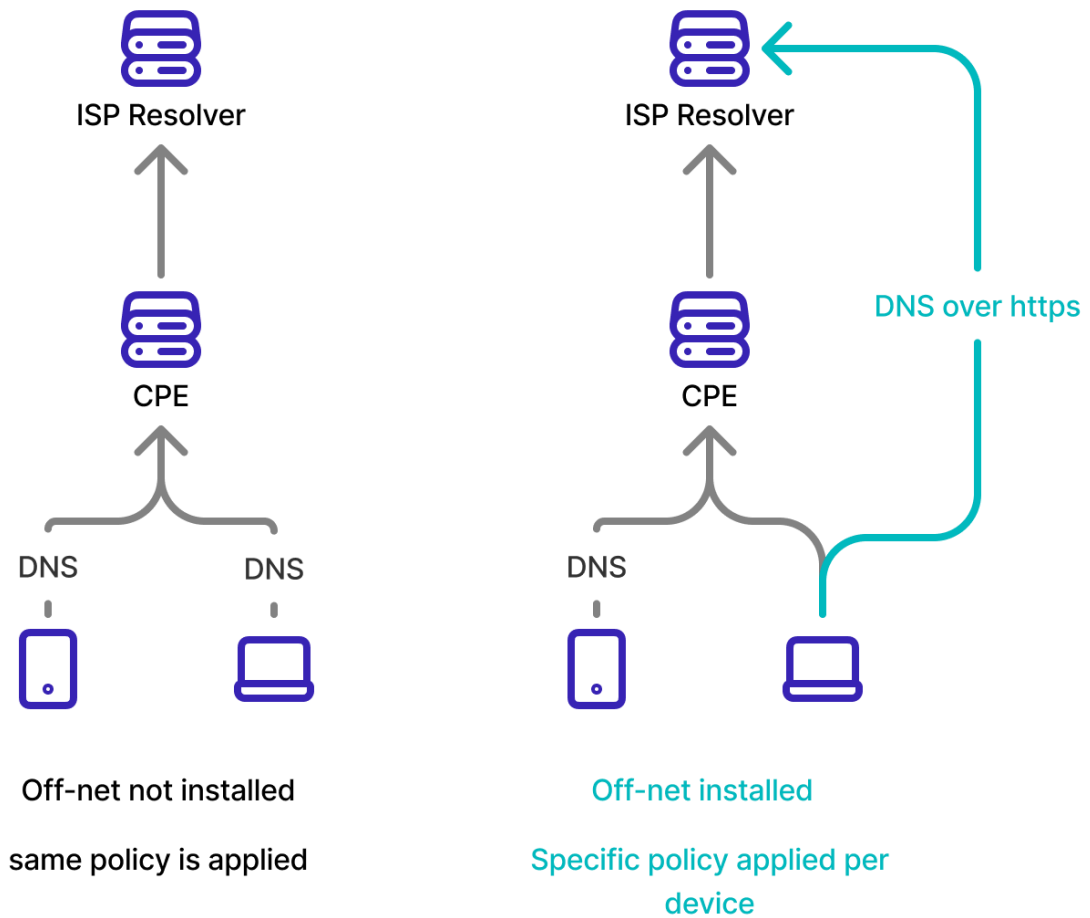 ISP Resolver
CPE
DNS
DNS
Off-net not installed
same policy is applied
ISP Resolver
DNS over https
CPE
DNS
Off-net installed
Specific policy applied per
device